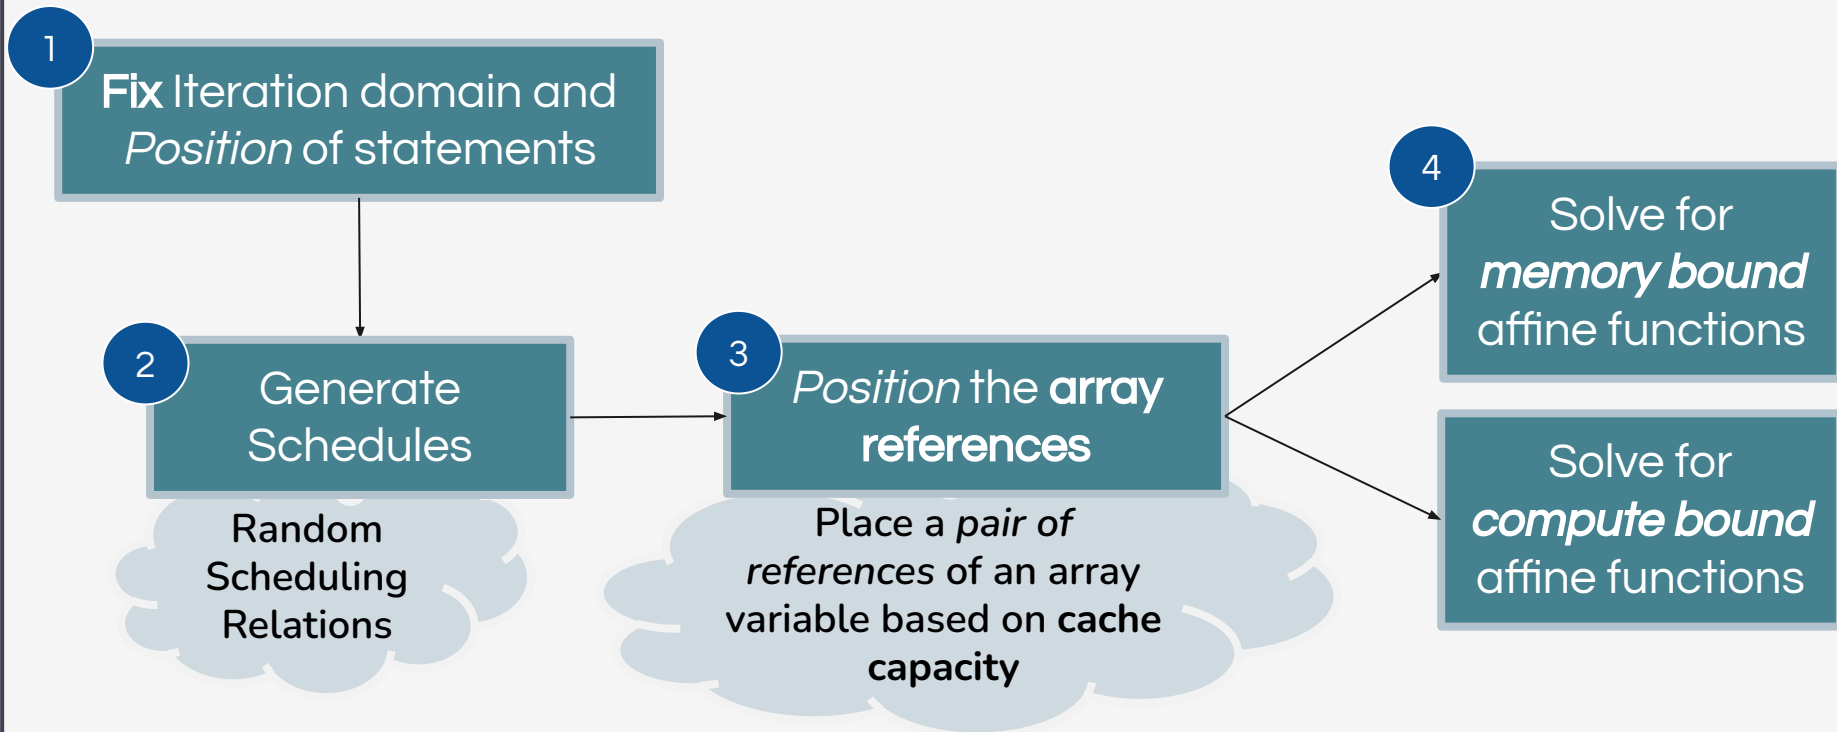 1
Fix Iteration domain and
Position of statements
2
Generate
Schedules
Random
Scheduling
Relations
3
Position the array
references
Place a pair of
references of an array
variable based on cache
capacity
4
Solve for
memory bound
affine functions
Solve for
compute bound
affine functions